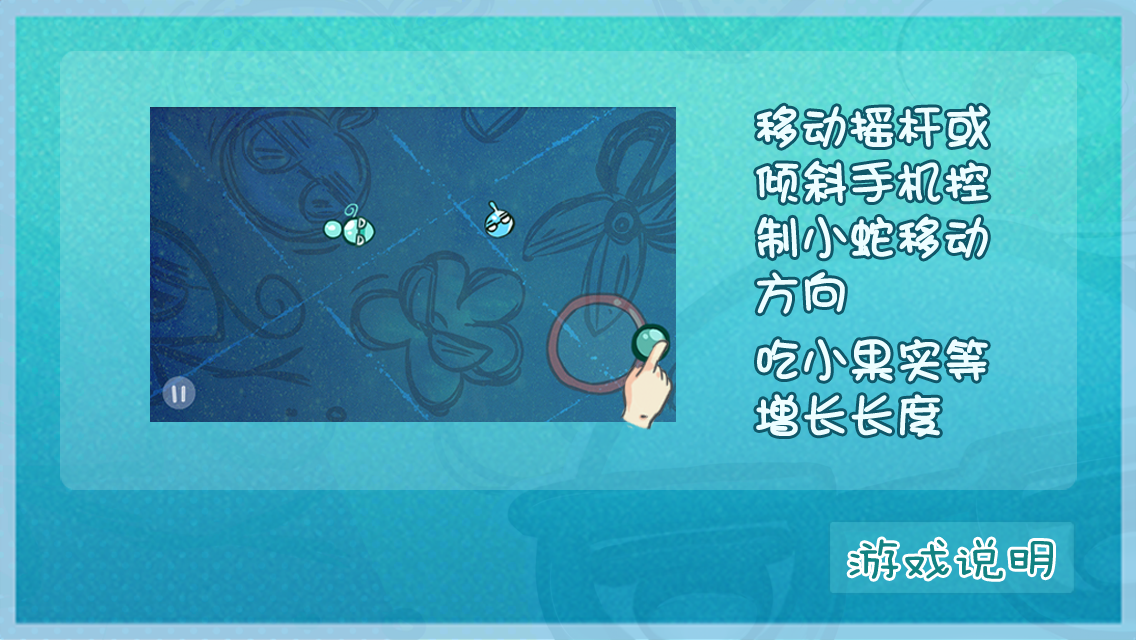 移动摇杆或
倾斜手机控
制小蛇移动
方向
吃小果实等
增长长度
游戏说明